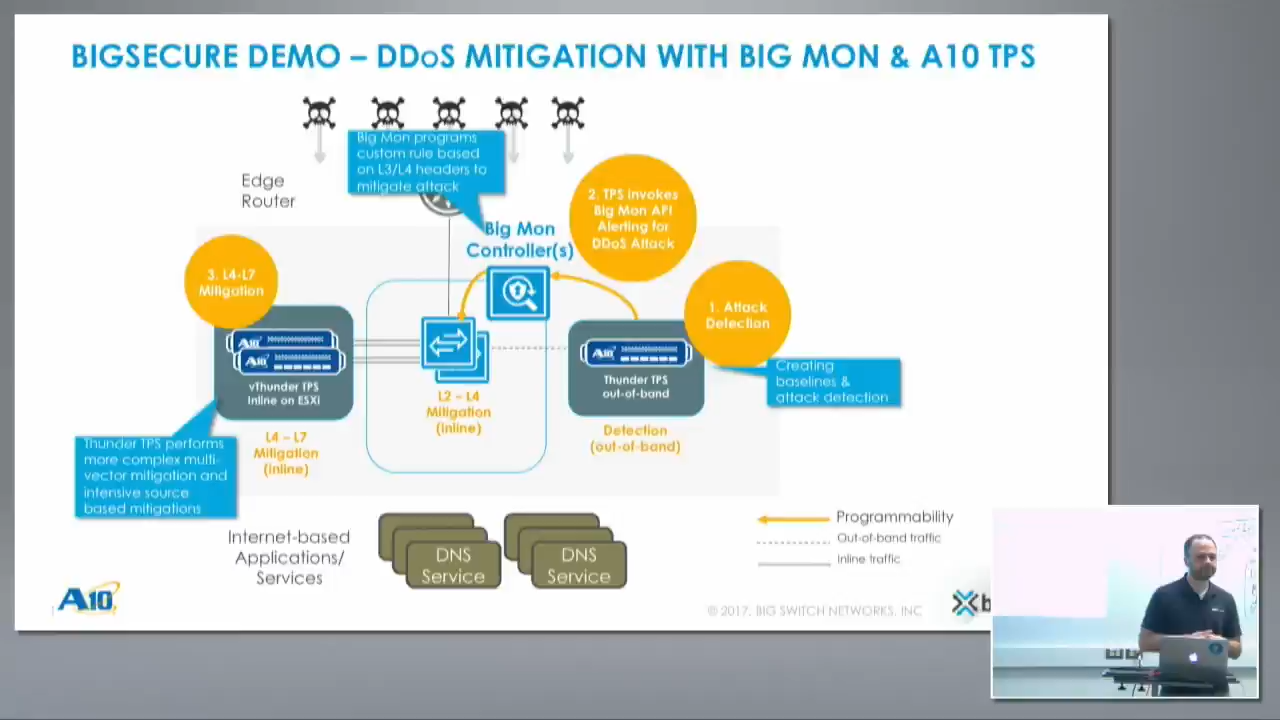 BIGSECURE DEMO – DDoS MITIGATION WITH BIG MON & A10 TPS
Big Mon programs
custom rule based
on L3/L4 headers to
mitigate attack
Edge
Router
2. TPS invokes
Big Mon API
Alerting for
DDoS Attack
Big Mon
Controller(s)
3. L4-L7
Mitigation
1. Attack
Detection
A10
A10
vThunder TPS
Inline on ESXi
A10
Thunder TPS
out-of-band
Creating
baselines &
attack detection
L2 – L4
Mitigation
(inline)
L4 – L7
Mitigation
(inline)
Detection
(out-of-band)
Thunder TPS performs
more complex multi-
vector mitigation and
intensive source
based mitigations
Internet-based
Applications/
Services
DNS
Service
DNS
Service
Programmability
Out-of-band traffic
Inline traffic
A10
© 2017, BIG SWITCH NETWORKS, INC
b